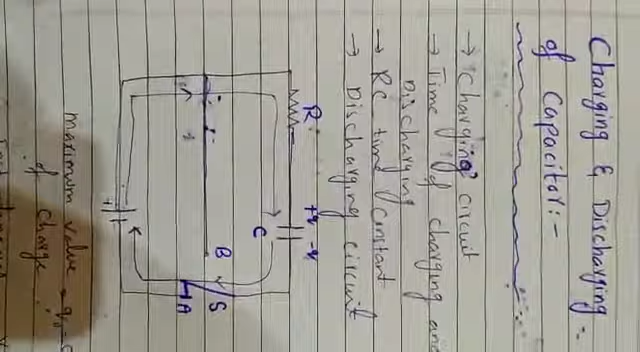 Charging & Discharging :-
of Capacitor:-
→ Charging circuit
→ Time of charging and
Discharging
→ RC time constant
→ Discharging circuit
R
+q -q
C
B
S
A
maximum value = q₀
of charge